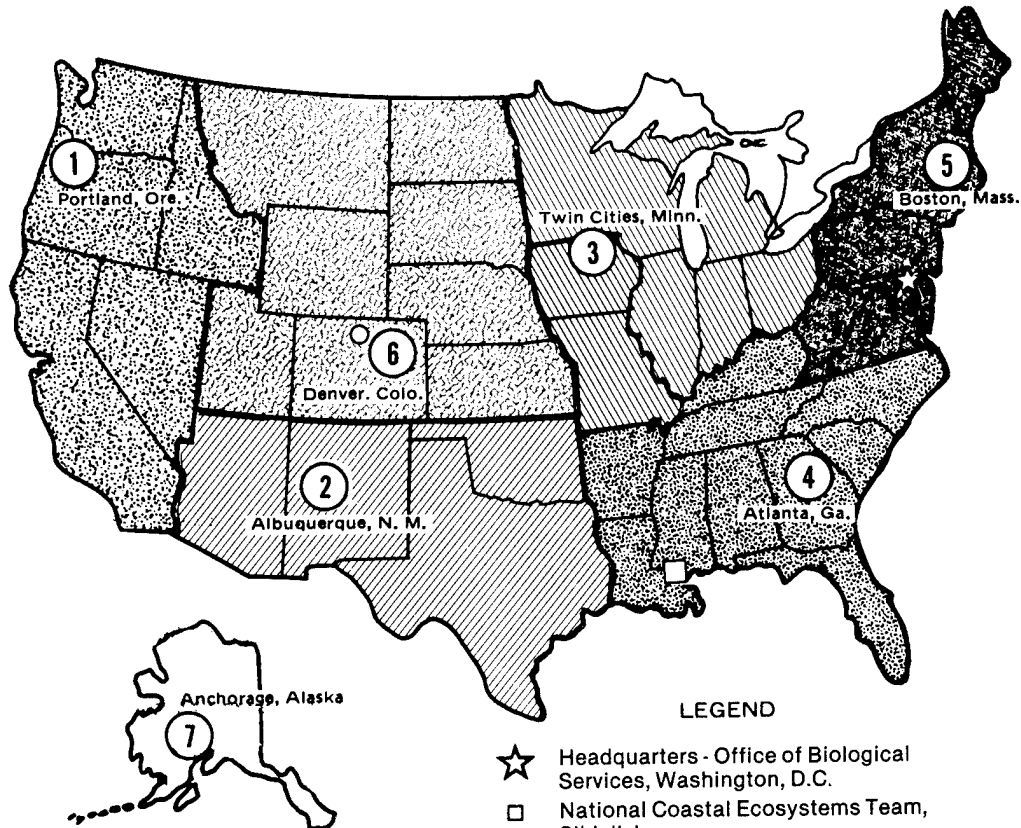 1
Portland, Ore.
5
Boston, Mass.
Twin Cities, Minn.
3
6
Denver. Colo.
2
Albuquerque, N. M.
4
Atlanta, Ga.
Anchorage, Alaska
7
LEGEND
Headquarters - Office of Biological
Services, Washington, D.C.
National Coastal Ecosystems Team,